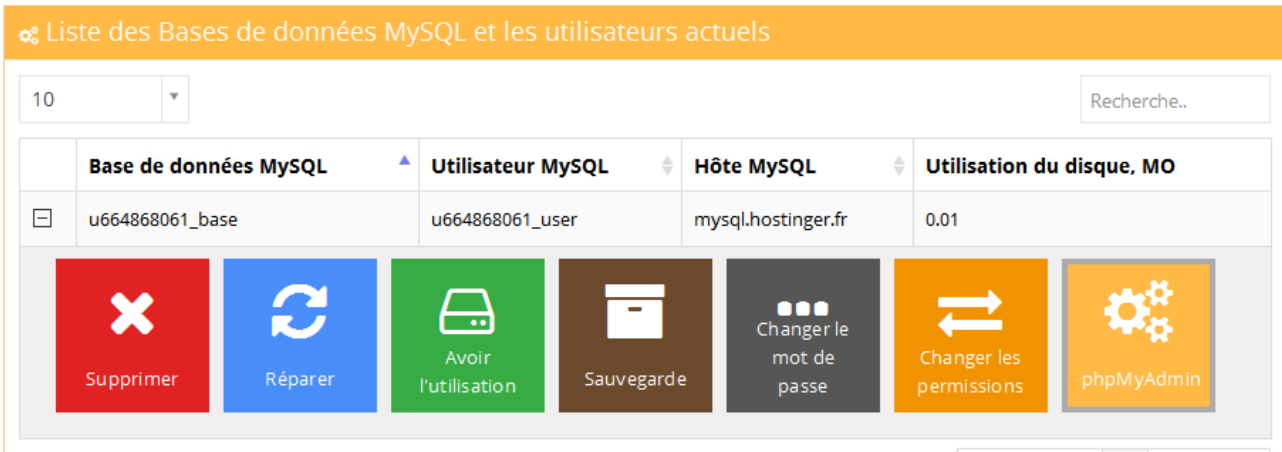 Liste des Bases de données MySQL et les utilisateurs actuels
10
Recherche..
Base de données MySQL Utilisateur MySQL Hôte MySQL Utilisation du disque, MO
u664868061_base u664868061_user mysql.hostinger.fr 0.01
Supprimer
Réparer
Avoir
l'utilisation
Sauvegarde
Changer le
mot de
passe
Changer les
permissions
phpMyAdmin